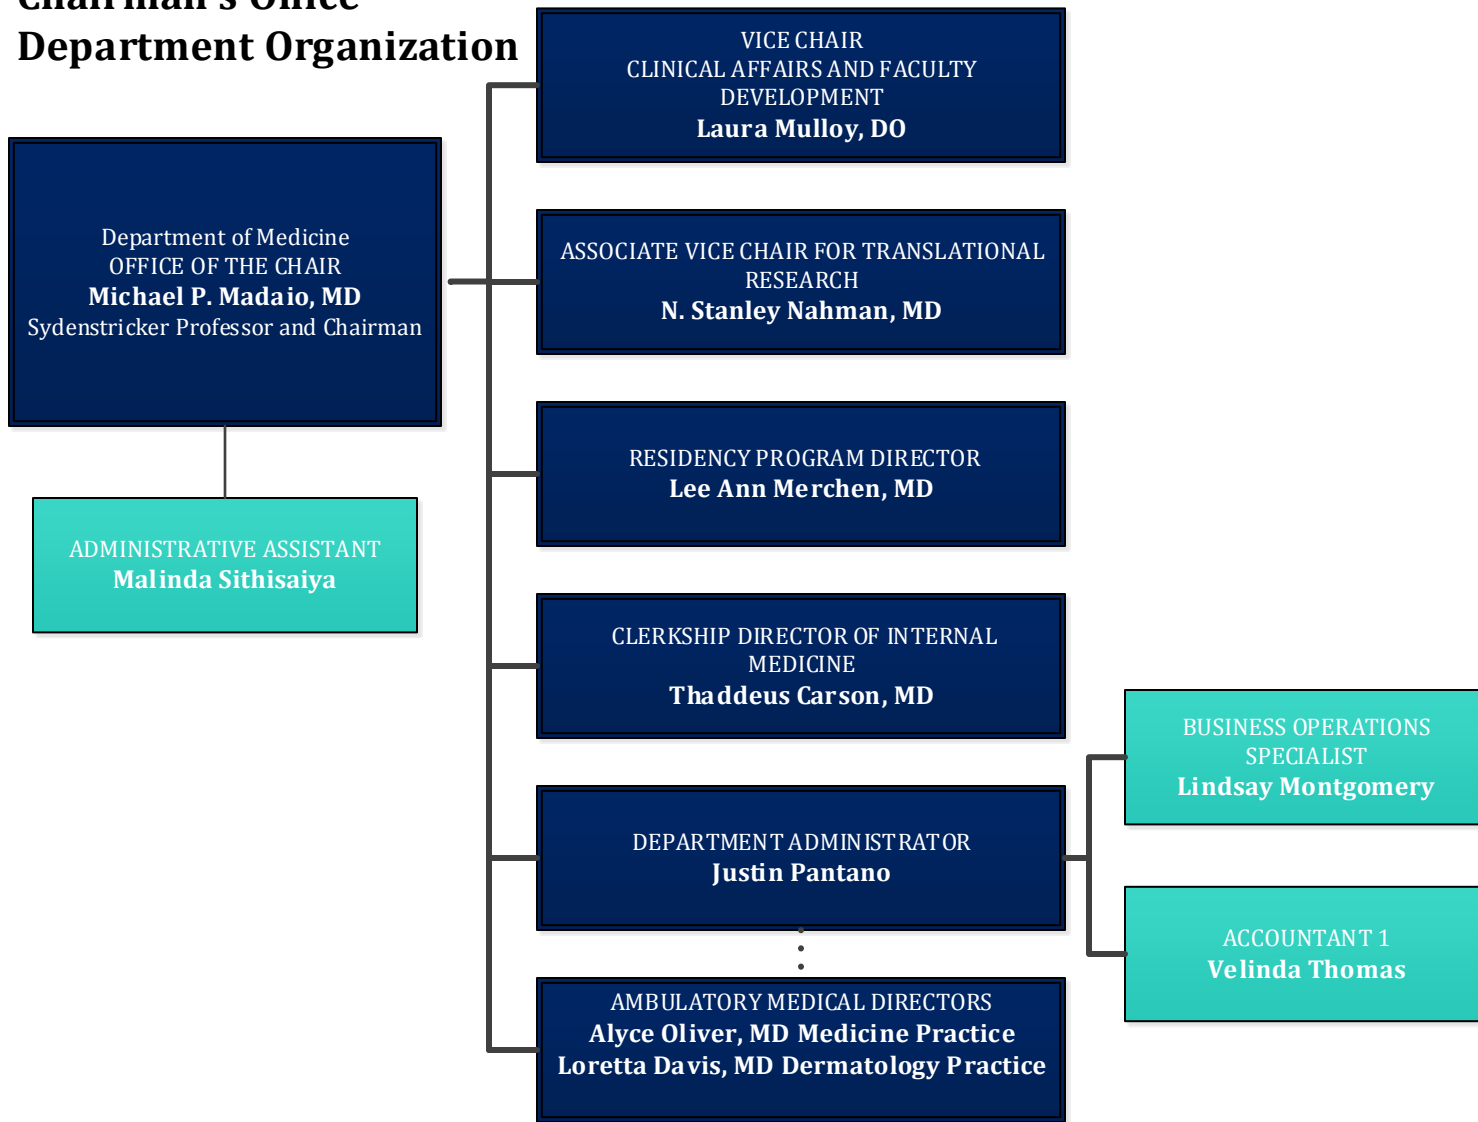 Chairman's Office
Department Organization
VICE CHAIR
CLINICAL AFFAIRS AND FACULTY
DEVELOPMENT
Laura Mulloy, DO
Department of Medicine
OFFICE OF THE CHAIR
Michael P. Madaio, MD
Sydenstricker Professor and Chairman
ASSOCIATE VICE CHAIR FOR TRANSLATIONAL
RESEARCH
N. Stanley Nahman, MD
RESIDENCY PROGRAM DIRECTOR
Lee Ann Merchen, MD
ADMINISTRATIVE ASSISTANT
Malinda Sithisaiya
CLERKSHIP DIRECTOR OF INTERNAL
MEDICINE
Thaddeus Carson, MD
BUSINESS OPERATIONS
SPECIALIST
Lindsay Montgomery
DEPARTMENT ADMINISTRATOR
Justin Pantano
ACCOUNTANT 1
Velinda Thomas
AMBULATORY MEDICAL DIRECTORS
Alyce Oliver, MD Medicine Practice
Loretta Davis, MD Dermatology Practice